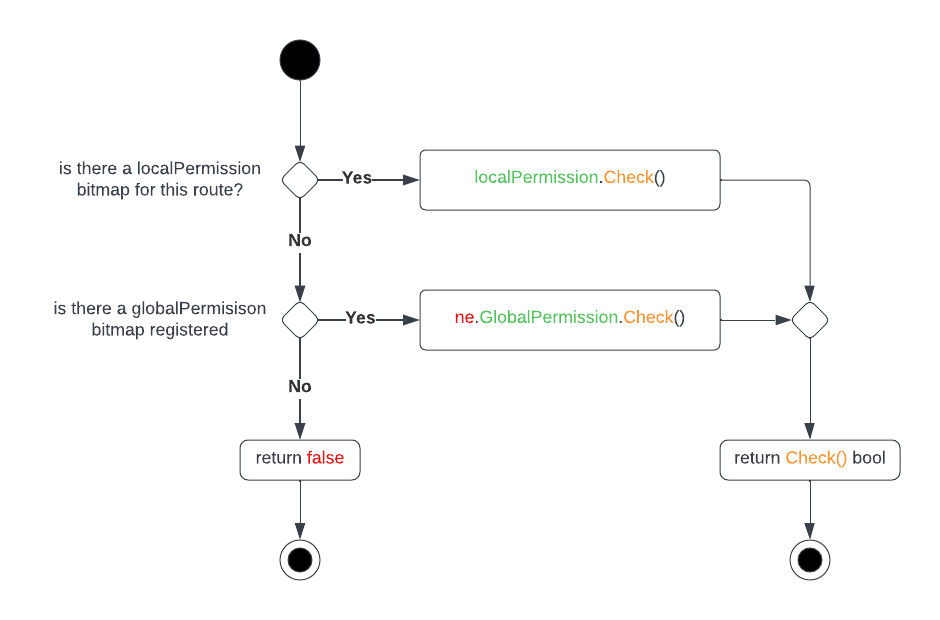 is there a localPermission
bitmap for this route?
Yes
localPermission.Check()
No
is there a globalPermisison
bitmap registered
Yes
ne.GlobalPermission.Check()
No
return false
return Check() bool